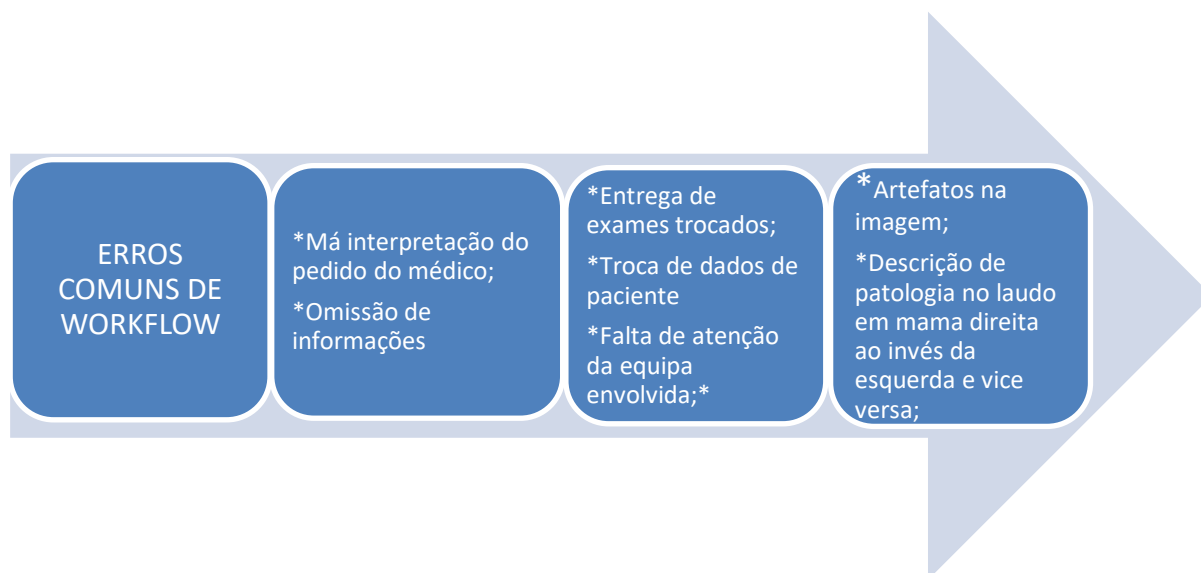 ERROS
COMUNS DE
WORKFLOW
*Má interpretação do
pedido do médico;
*Omissão de
informações
*Entrega de
exames trocados;
*Troca de dados de
paciente
*Falta de atenção
da equipa
envolvida;*
*Artefatos na
imagem;
*Descrição de
patologia no laudo
em mama direita
ao invés da
esquerda e vice
versa;